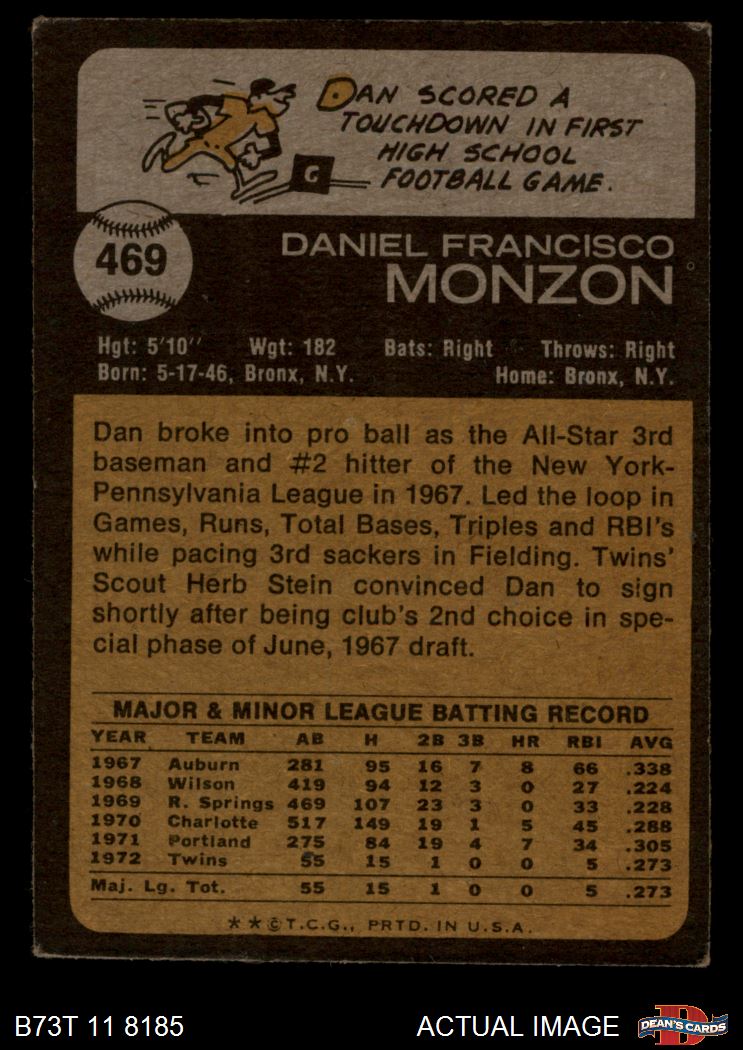 DAN SCORED A
TOUCHDOWN IN FIRST
HIGH SCHOOL
FOOTBALL GAME.
G
469
DANIEL FRANCISCO
MONZON
Hgt: 5'10" Wgt: 182 Bats: Right Throws: Right
Born: 5-17-46, Bronx, N.Y. Home: Bronx, N.Y.
Dan broke into pro ball as the All-Star 3rd
baseman and #2 hitter of the New York-
Pennsylvania League in 1967. Led the loop in
Games, Runs, Total Bases, Triples and RBI's
while pacing 3rd sackers in Fielding. Twins'
Scout Herb Stein convinced Dan to sign
shortly after being club's 2nd choice in spe-
cial phase of June, 1967 draft.
MAJOR & MINOR LEAGUE BATTING RECORD
YEAR TEAM AB H 2B 3B HR RBI AVG
1967 Auburn 281 95 16 7 8 66 .338
1968 Wilson 419 94 12 3 0 27 .224
1969 R. Springs 469 107 23 3 0 33 .228
1970 Charlotte 517 149 19 1 5 45 .288
1971 Portland 275 84 19 4 7 34 .305
1972 Twins 55 15 1 0 0 5 .273
Maj. Lg. Tot. 55 15 1 0 0 5 .273
**©T.C.G., PRTD. IN U.S.A.
B73T 11 8185 ACTUAL IMAGE
D
DEAN'S CARDS